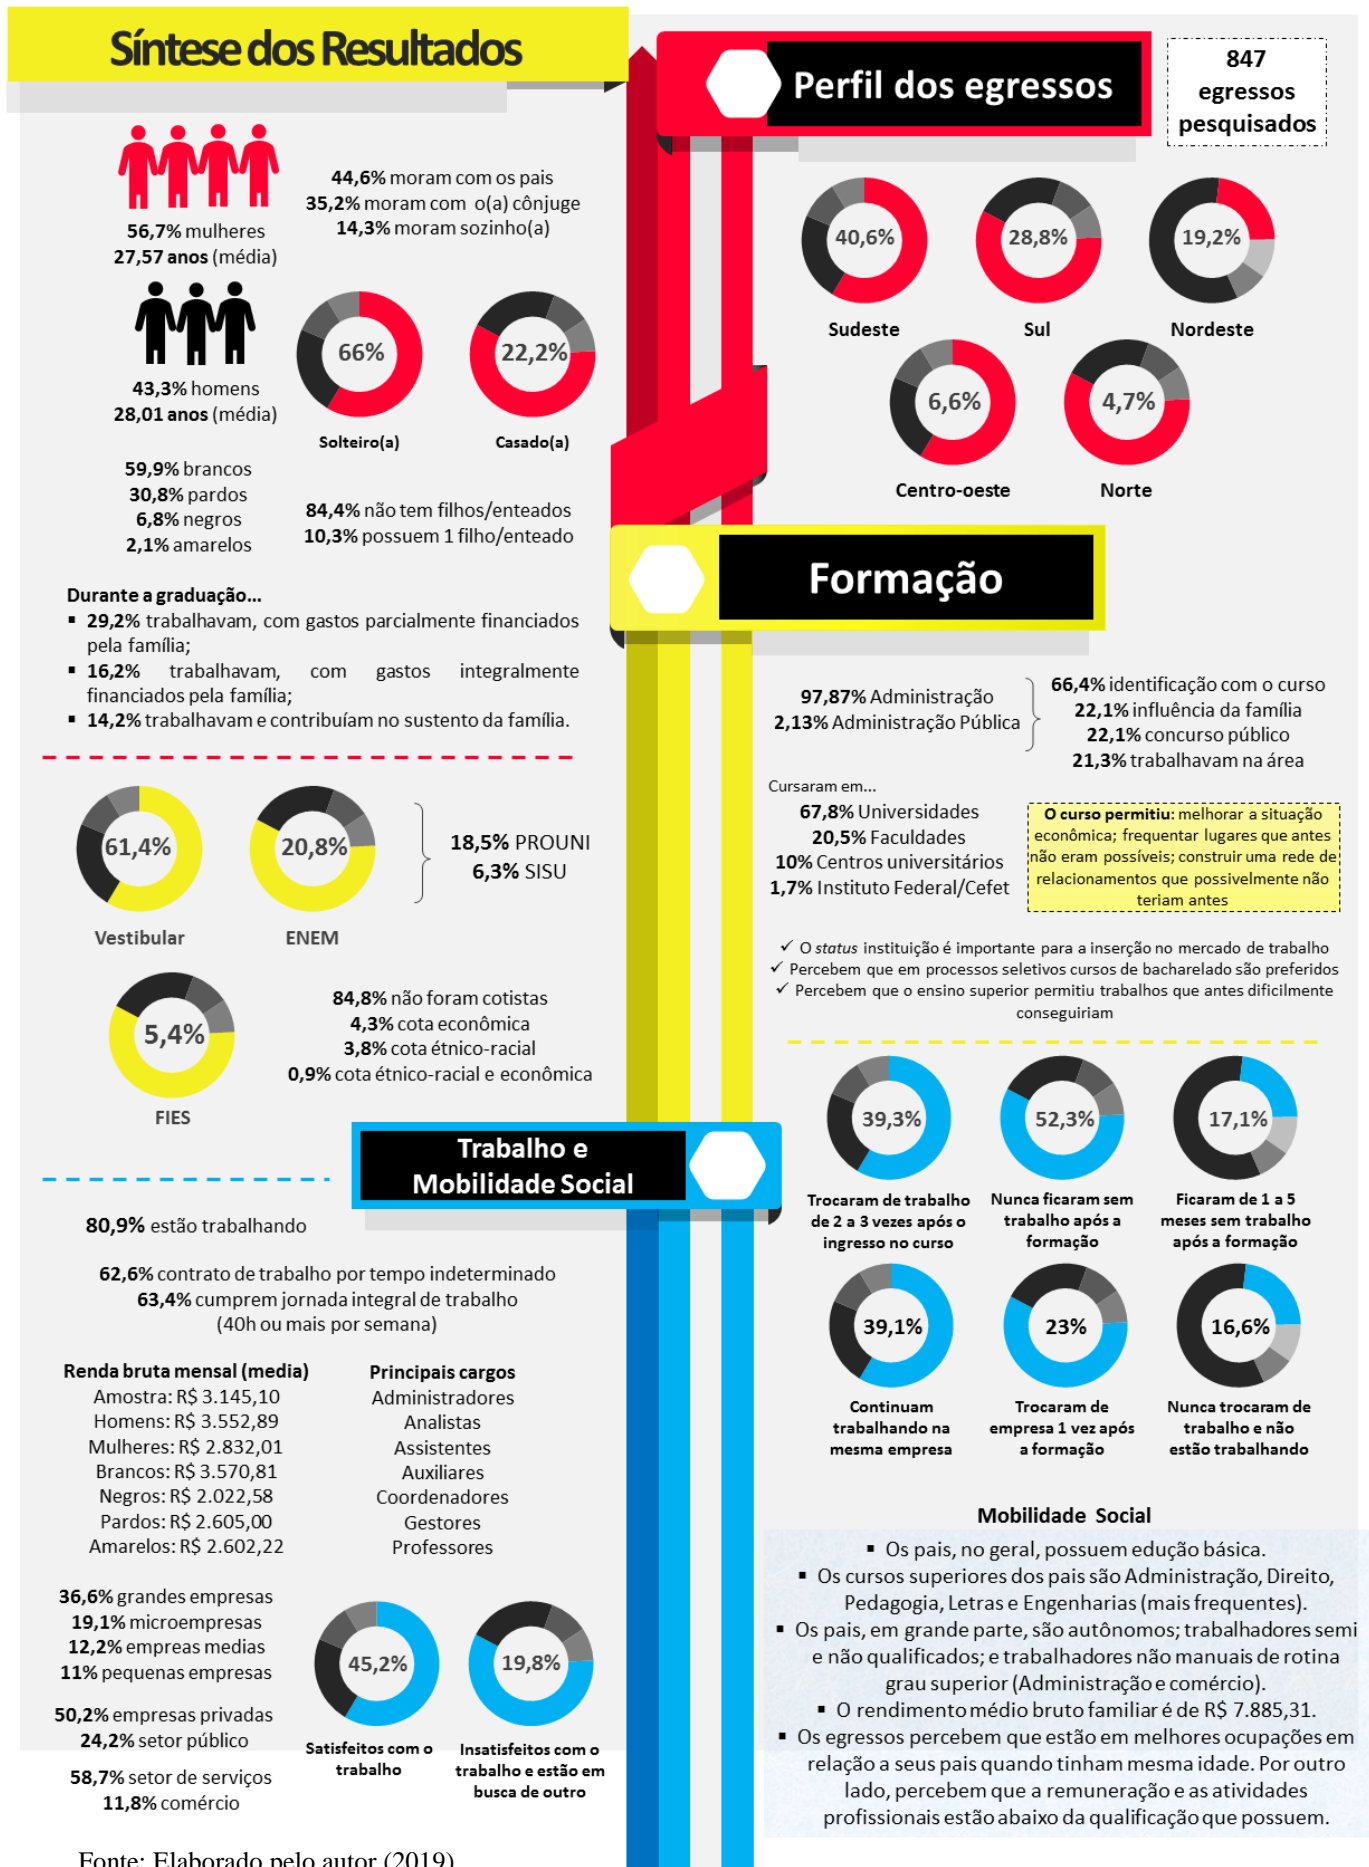 Síntese dos Resultados
Perfil dos egressos
847
egressos
pesquisados
56,7% mulheres
27,57 anos (média)
44,6% moram com os pais
35,2% moram com o(a) cônjuge
14,3% moram sozinho(a)
43,3% homens
28,01 anos (média)
66%
Solteiro(a)
22,2%
Casado(a)
59,9% brancos
30,8% pardos
6,8% negros
2,1% amarelos
84,4% não tem filhos/enteados
10,3% possuem 1 filho/enteado
40,6%
Sudeste
28,8%
Sul
19,2%
Nordeste
6,6%
Centro-oeste
4,7%
Norte
Durante a graduação...
▪ 29,2% trabalhavam, com gastos parcialmente financiados
pela família;
▪ 16,2% trabalhavam, com gastos integralmente
financiados pela família;
▪ 14,2% trabalhavam e contribuíam no sustento da família.
Formação
61,4%
Vestibular
20,8%
ENEM
18,5% PROUNI
6,3% SISU
5,4%
FIES
84,8% não foram cotistas
4,3% cota econômica
3,8% cota étnico-racial
0,9% cota étnico-racial e econômica
97,87% Administração
2,13% Administração Pública
66,4% identificação com o curso
22,1% influência da família
22,1% concurso público
21,3% trabalhavam na área
Cursaram em...
67,8% Universidades
20,5% Faculdades
10% Centros universitários
1,7% Instituto Federal/Cefet
O curso permitiu: melhorar a situação
econômica; frequentar lugares que antes
não eram possíveis; construir uma rede de
relacionamentos que possivelmente não
teriam antes
✓ O status instituição é importante para a inserção no mercado de trabalho
✓ Percebem que em processos seletivos cursos de bacharelado são preferidos
✓ Percebem que o ensino superior permitiu trabalhos que antes dificilmente
conseguiriam
Trabalho e
Mobilidade Social
80,9% estão trabalhando
62,6% contrato de trabalho por tempo indeterminado
63,4% cumprem jornada integral de trabalho
(40h ou mais por semana)
Renda bruta mensal (media)
Amostra: R$ 3.145,10
Homens: R$ 3.552,89
Mulheres: R$ 2.832,01
Brancos: R$ 3.570,81
Negros: R$ 2.022,58
Pardos: R$ 2.605,00
Amarelos: R$ 2.602,22
Principais cargos
Administradores
Analistas
Assistentes
Auxiliares
Coordenadores
Gestores
Professores
36,6% grandes empresas
19,1% microempresas
12,2% empreas medias
11% pequenas empresas
50,2% empresas privadas
24,2% setor público
58,7% setor de serviços
11,8% comércio
45,2%
Satisfeitos com o
trabalho
19,8%
Insatisfeitos com o
trabalho e estão em
busca de outro
39,3%
Trocaram de trabalho
de 2 a 3 vezes após o
ingresso no curso
52,3%
Nunca ficaram sem
trabalho após a
formação
17,1%
Ficaram de 1 a 5
meses sem trabalho
após a formação
39,1%
Continuam
trabalhando na
mesma empresa
23%
Trocaram de
empresa 1 vez após
a formação
16,6%
Nunca trocaram de
trabalho e não
estão trabalhando
Mobilidade Social
▪ Os pais, no geral, possuem edução básica.
▪ Os cursos superiores dos pais são Administração, Direito,
Pedagogia, Letras e Engenharias (mais frequentes).
▪ Os pais, em grande parte, são autônomos; trabalhadores semi
e não qualificados; e trabalhadores não manuais de rotina
grau superior (Administração e comércio).
▪ O rendimento médio bruto familiar é de R$ 7.885,31.
▪ Os egressos percebem que estão em melhores ocupações em
relação a seus pais quando tinham mesma idade. Por outro
lado, percebem que a remuneração e as atividades
profissionais estão abaixo da qualificação que possuem.
Fonte: Elaborado pelo autor (2019)